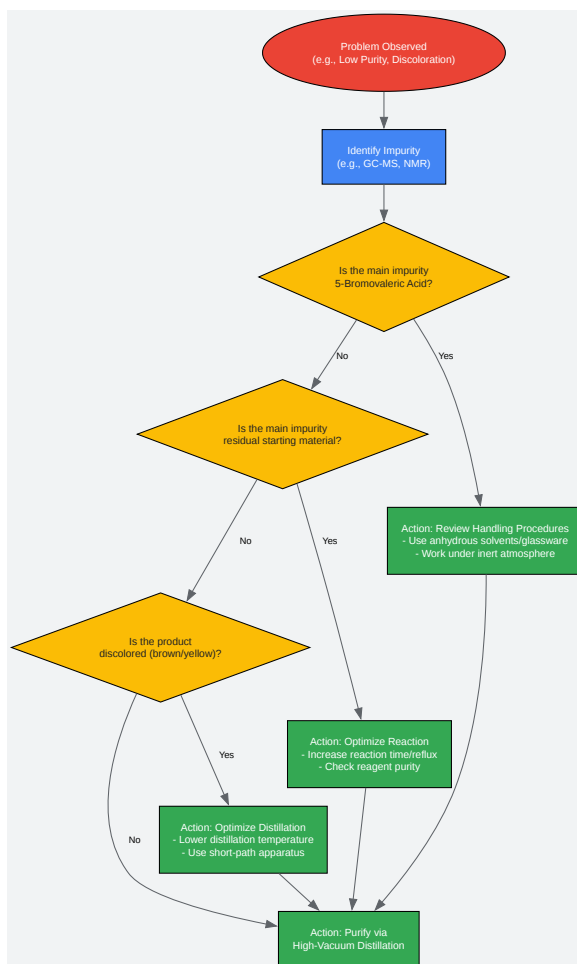 Problem Observed
(e.g., Low Purity, Discoloration)
Identify Impurity
(e.g., GC-MS, NMR)
Is the main impurity
5-Bromovaleric Acid?
No
Yes
Is the main impurity
residual starting material?
No
Yes
Action: Review Handling Procedures
- Use anhydrous solvents/glassware
- Work under inert atmosphere
Is the product
discolored (brown/yellow)?
Yes
No
Action: Optimize Reaction
- Increase reaction time/reflux
- Check reagent purity
Action: Optimize Distillation
- Lower distillation temperature
- Use short-path apparatus
Action: Purify via
High-Vacuum Distillation